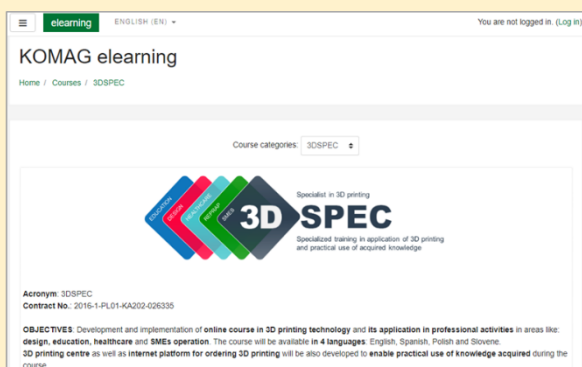 elearning ENGLISH (EN) You are not logged in. (Log in)
KOMAG elearning
Home / Courses / 3DSPEC
Course categories: 3DSPEC
EDUCATION
DESIGN
HEALTHCARE
REPRAP
SMES
3D SPEC
Specialist in 3D printing
Specialized training in application of 3D printing
and practical use of acquired knowledge
Acronym: 3DSPEC
Contract No.: 2016-1-PL01-KA202-026335
OBJECTIVES: Development and implementation of online course in 3D printing technology and its application in professional activities in areas like:
design, education, healthcare and SMEs operation. The course will be available in 4 languages: English, Spanish, Polish and Slovene.
3D printing centre as well as internet platform for ordering 3D printing will be also developed to enable practical use of knowledge acquired during the
course.